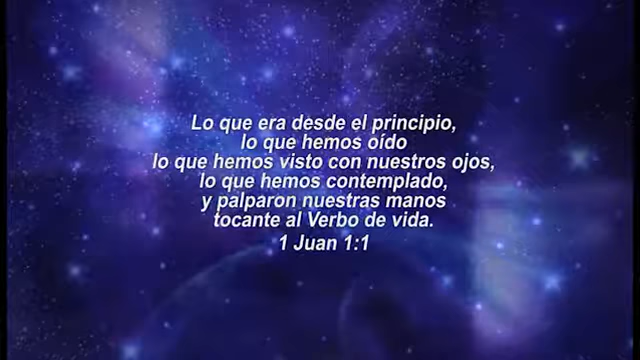 Lo que era desde el principio,
lo que hemos oído
lo que hemos visto con nuestros ojos,
lo que hemos contemplado,
y palparon nuestras manos
tocante al Verbo de vida.
1 Juan 1:1